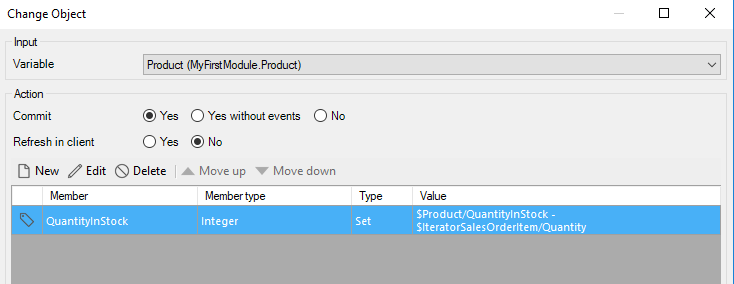 Change Object
Input
Variable Product (MyFirstModule.Product)
Action
Commit Yes Yes without events No
Refresh in client Yes No
New Edit Delete Move up Move down
Member Member type Type Value
QuantityInStock Integer Set $Product/QuantityInStock -
$IteratorSalesOrderItem/Quantity